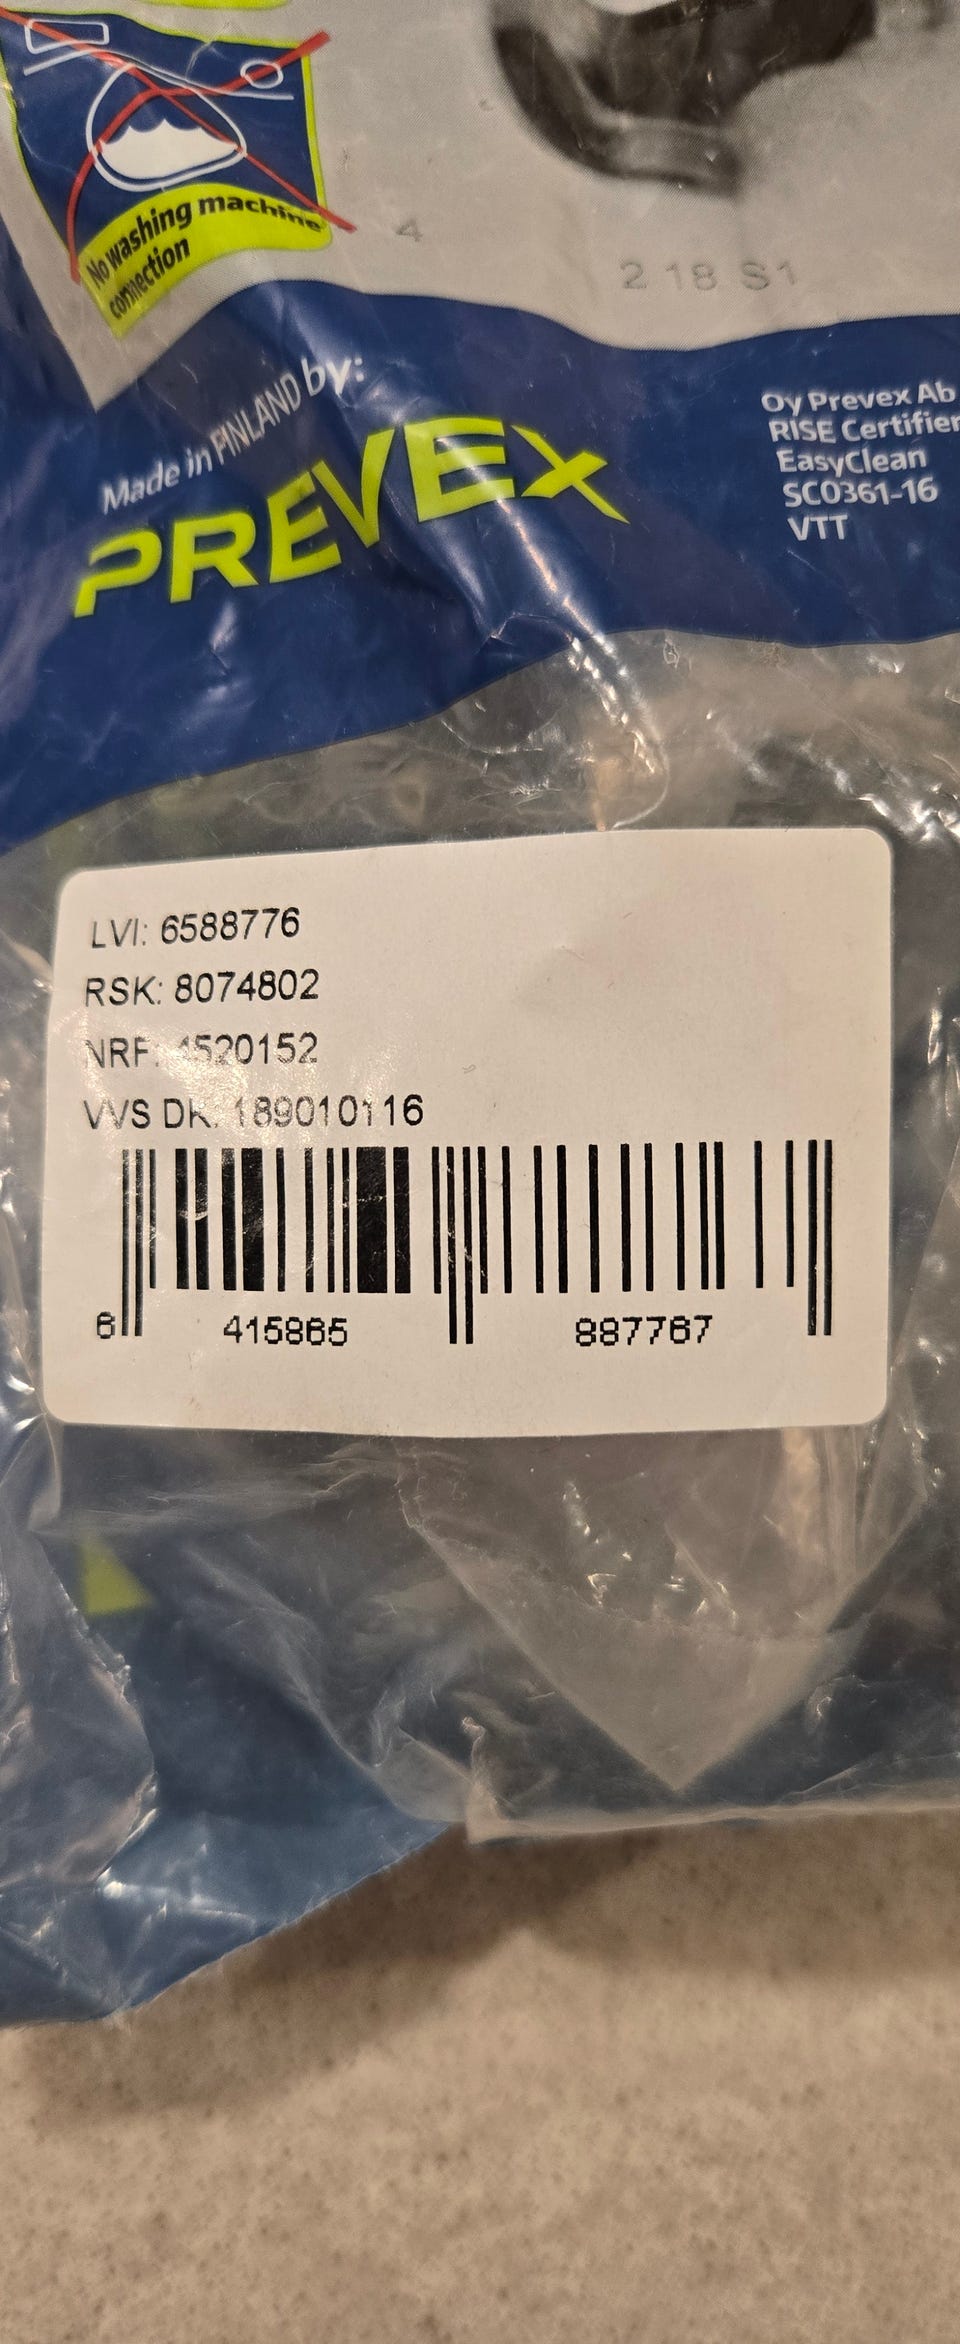 No washing machine
connection
4
2 18 S1
Made in FINLAND by:
PREVEX
Oy Prevex Ab
RISE Certifier
EasyClean
SC0361-16
VTT
LVI: 6588776
RSK: 8074802
NRF: 4520152
VVS DK: 189010116
6 415865 887767